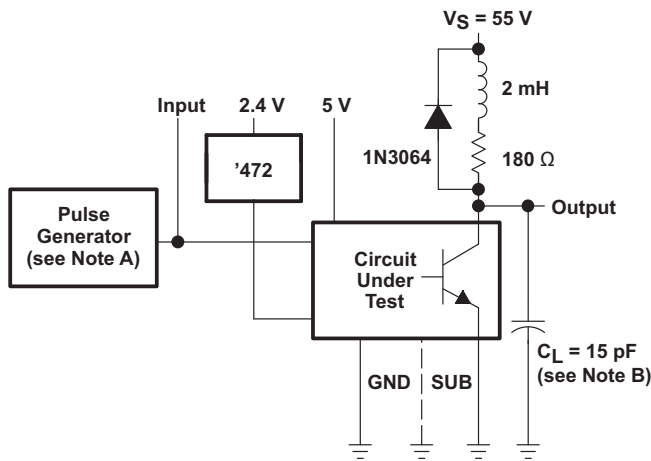 VS = 55 V
2 mH
Input
2.4 V
5 V
1N3064
180 Ω
'472
Output
Pulse
Generator
(see Note A)
Circuit
Under
Test
CL = 15 pF
(see Note B)
GND
SUB